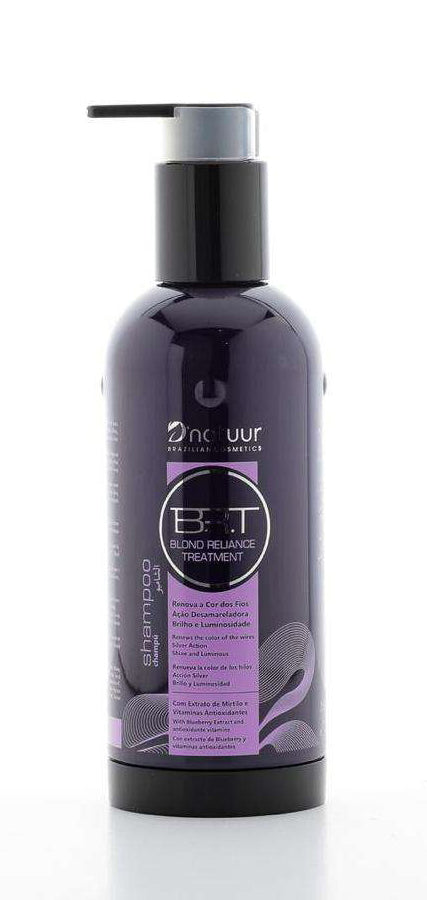 D'natuur
BRAZILIAN COSMETICS
B.R.T
BLOND RELIANCE
TREATMENT
shampoo
champú
الشامبو
Renova a Cor dos Fios
Ação Desamareladora
Brilho e Luminosidade
Renews the color of the wires
Silver Action
Shine and Luminous
Renueva la color de los hilos
Acción Silver
Brillo y Luminosidad
Com Extrato de Mirtilo e
Vitaminas Antioxidantes
With Blueberry Extract and
antioxidante vitamins
Con extracto de Blueberry y
vitaminas antioxidantes